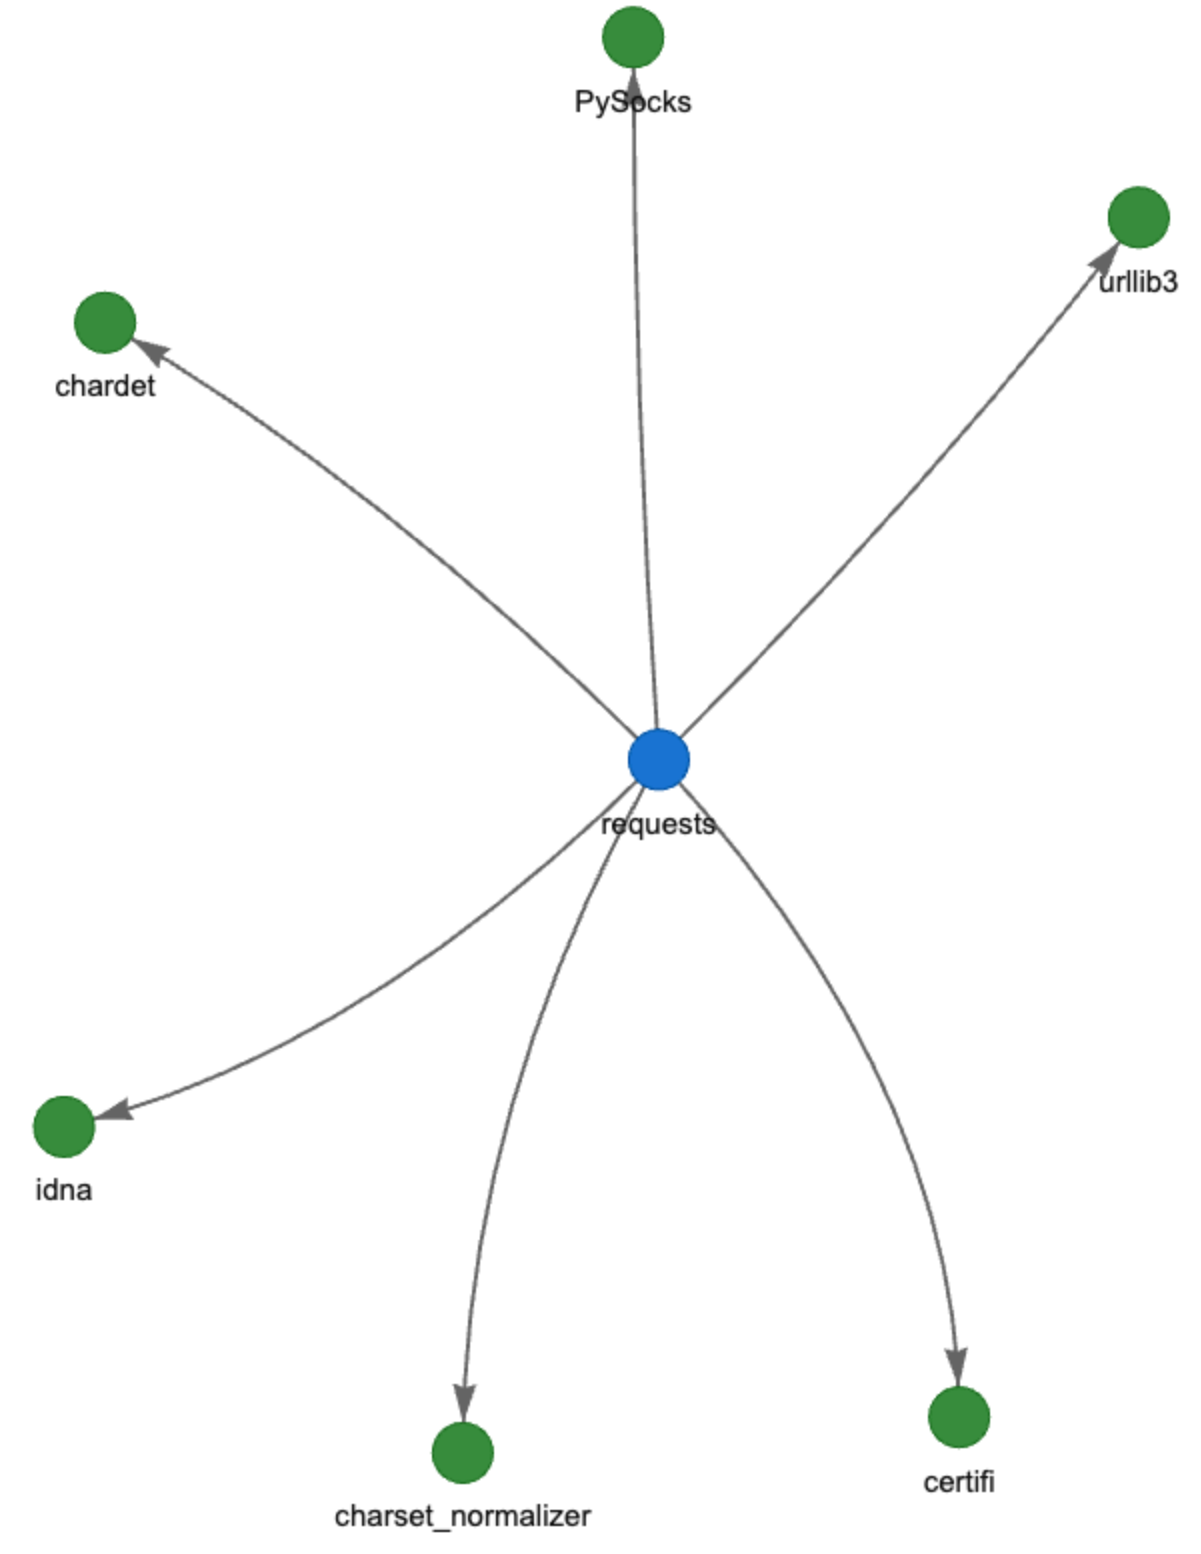 PySocks
urllib3
chardet
requests
idna
certifi
charset_normalizer